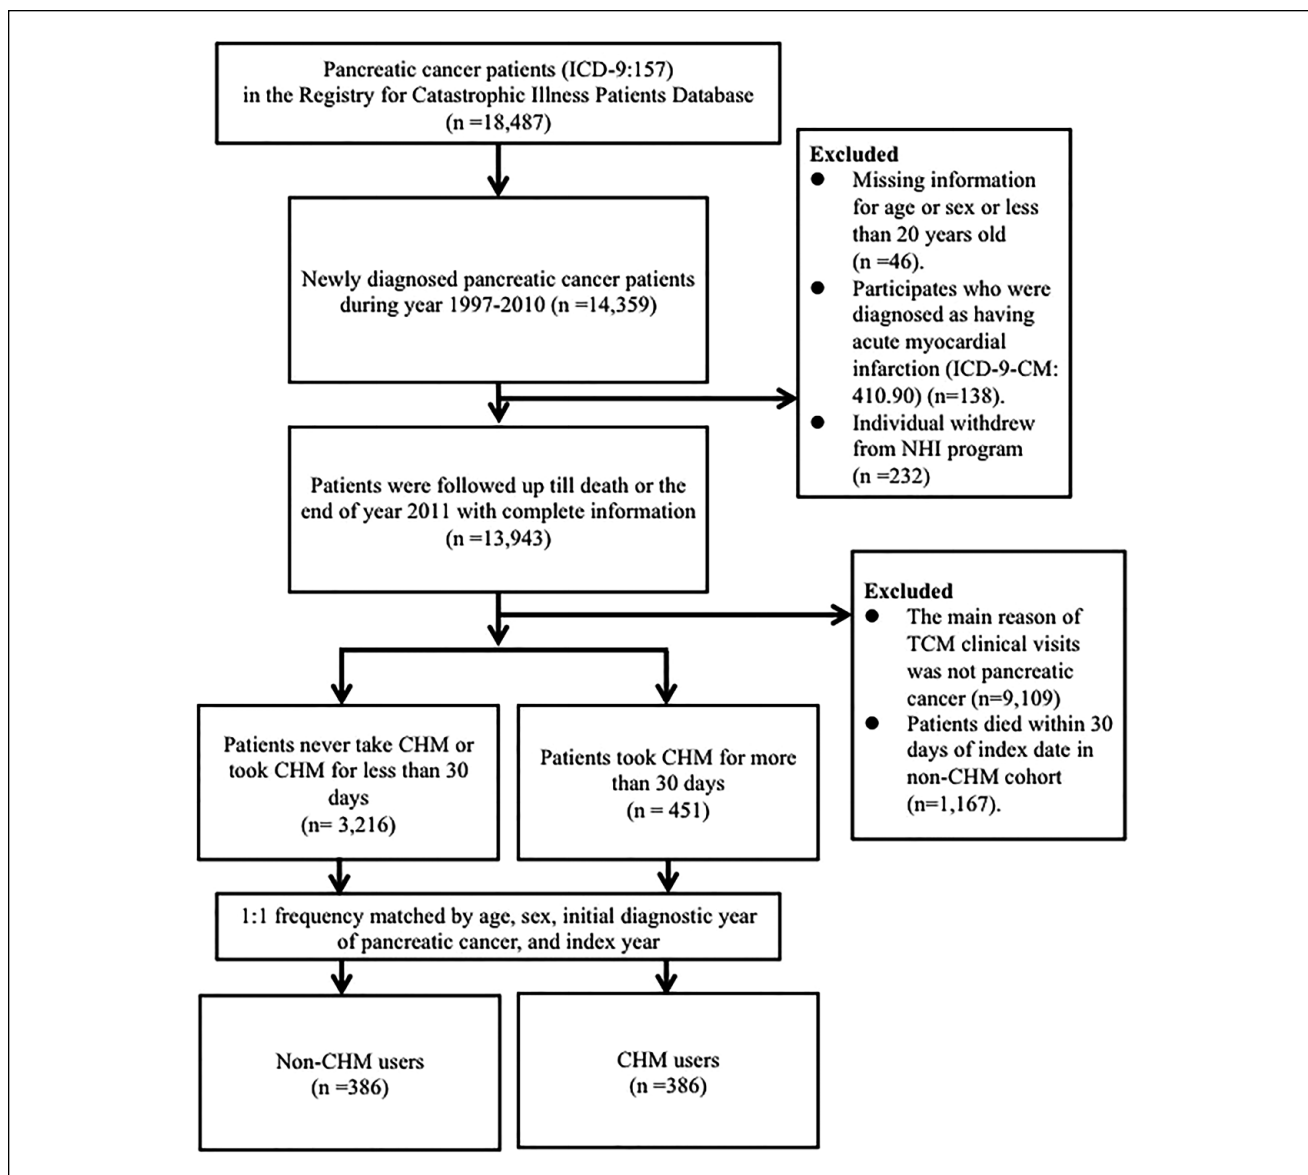 Pancreatic cancer patients (ICD-9:157)
in the Registry for Catastrophic Illness Patients Database
(n =18,487)
Excluded
● Missing information
for age or sex or less
than 20 years old
(n =46).
● Participates who were
diagnosed as having
acute myocardial
infarction (ICD-9-CM:
410.90) (n=138).
● Individual withdrew
from NHI program
(n =232)
Newly diagnosed pancreatic cancer patients
during year 1997-2010 (n =14,359)
Patients were followed up till death or the
end of year 2011 with complete information
(n =13,943)
Excluded
● The main reason of
TCM clinical visits
was not pancreatic
cancer (n=9,109)
● Patients died within 30
days of index date in
non-CHM cohort
(n=1,167).
Patients never take CHM or
took CHM for less than 30
days
(n= 3,216)
Patients took CHM for more
than 30 days
(n = 451)
1:1 frequency matched by age, sex, initial diagnostic year
of pancreatic cancer, and index year
Non-CHM users
(n =386)
CHM users
(n =386)